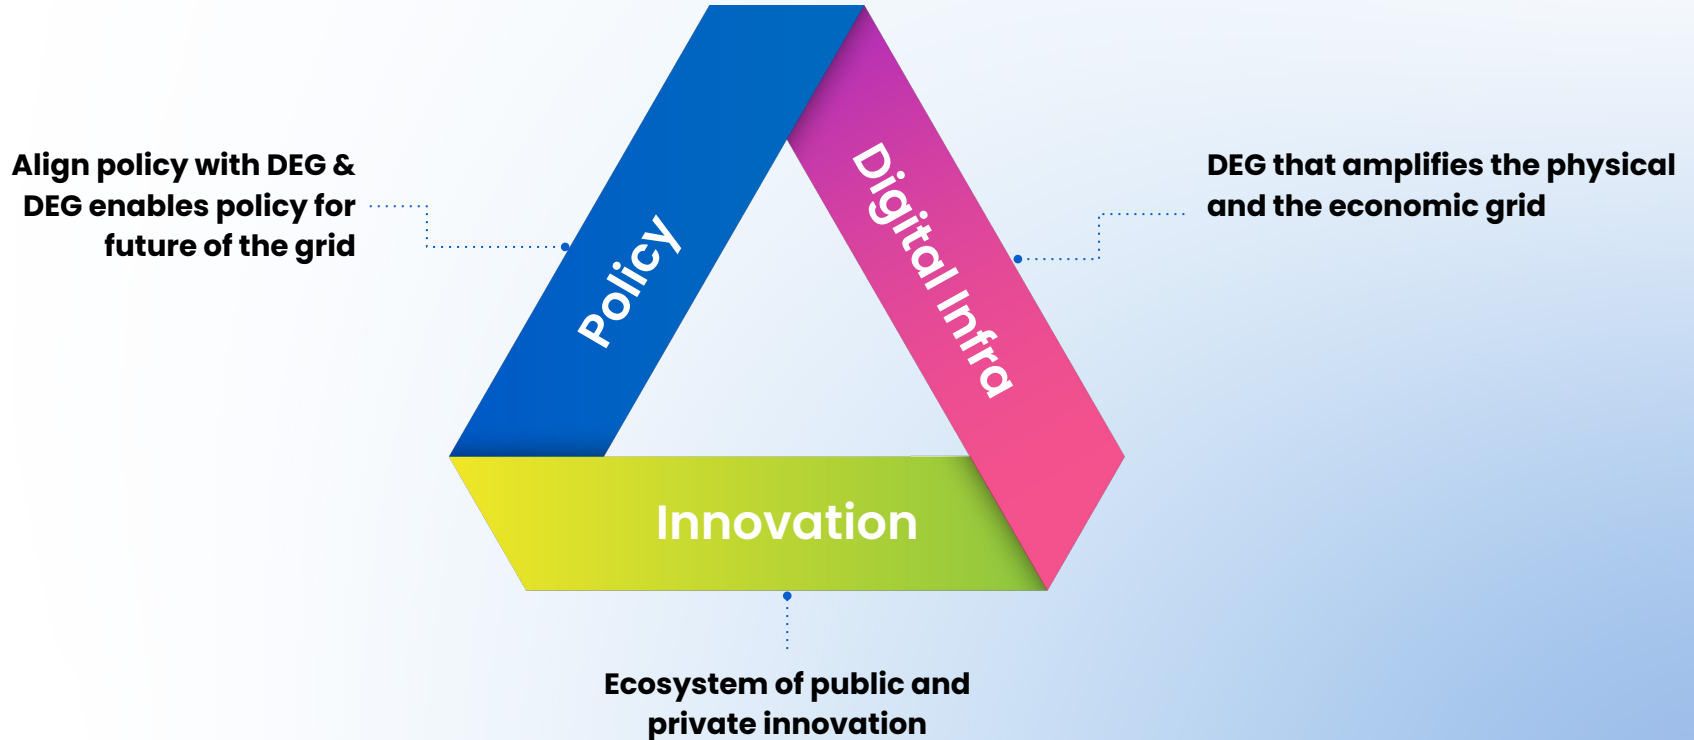 Align policy with DEG &
DEG enables policy for
future of the grid
Policy
Digital Infra
DEG that amplifies the physical
and the economic grid
Innovation
Ecosystem of public and
private innovation